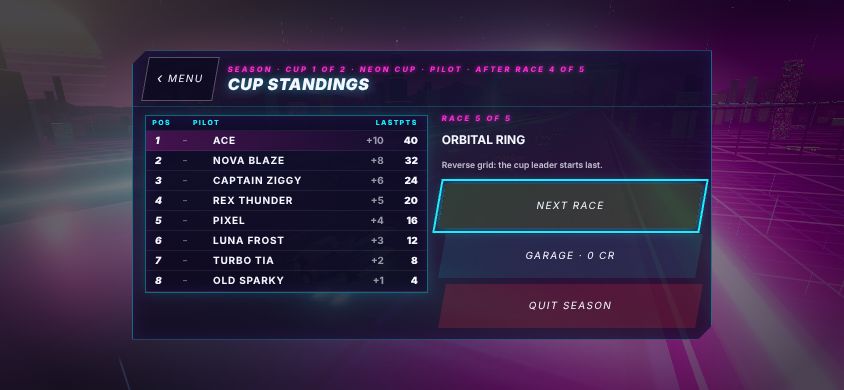 ‹ MENU
SEASON · CUP 1 OF 2 · NEON CUP · PILOT · AFTER RACE 4 OF 5
CUP STANDINGS
POS PILOT LASTPTS
1 – ACE +10 40
2 – NOVA BLAZE +8 32
3 – CAPTAIN ZIGGY +6 24
4 – REX THUNDER +5 20
5 – PIXEL +4 16
6 – LUNA FROST +3 12
7 – TURBO TIA +2 8
8 – OLD SPARKY +1 4
RACE 5 OF 5
ORBITAL RING
Reverse grid: the cup leader starts last.
NEXT RACE
GARAGE · 0 CR
QUIT SEASON